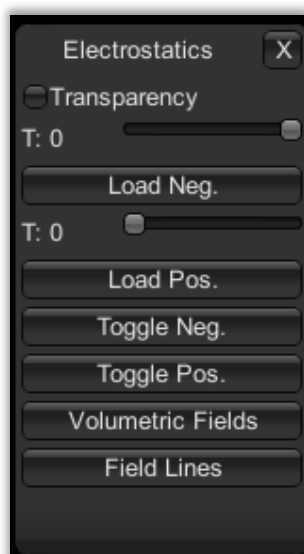 Electrostatics X
Transparency
T: 0
Load Neg.
T: 0
Load Pos.
Toggle Neg.
Toggle Pos.
Volumetric Fields
Field Lines